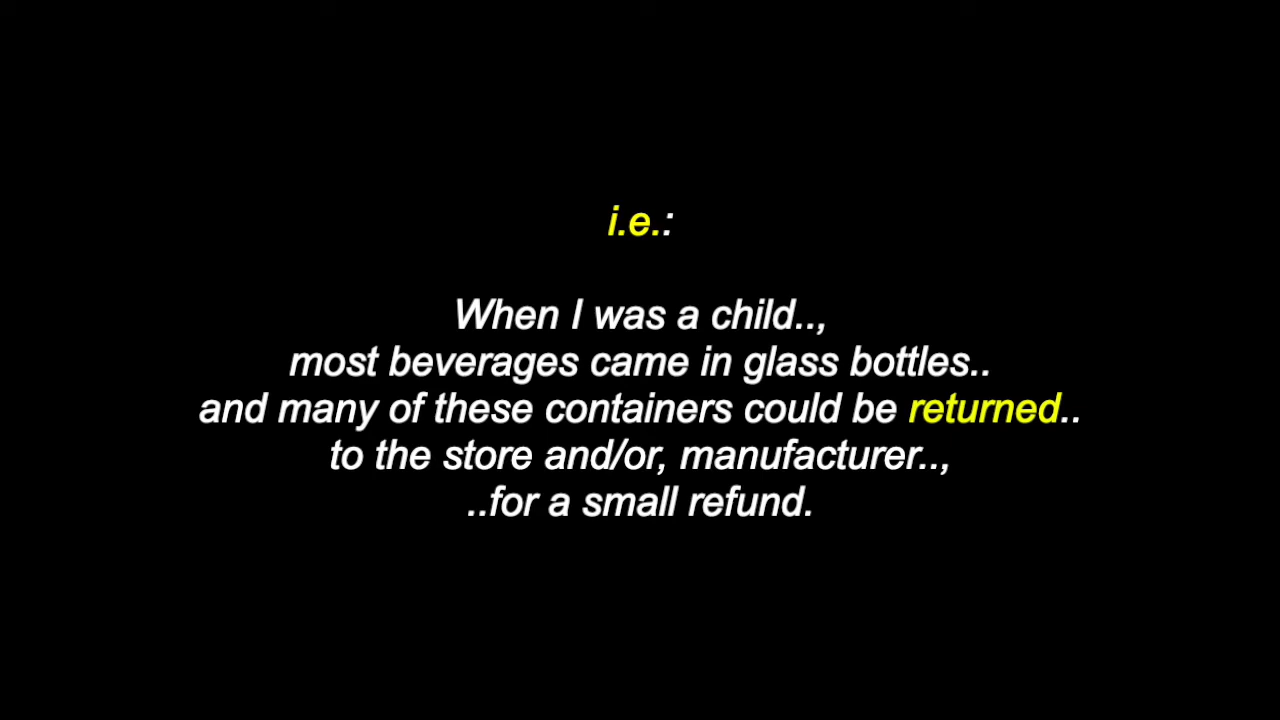 i.e.:
When I was a child..,
most beverages came in glass bottles..
and many of these containers could be returned..
to the store and/or, manufacturer..,
..for a small refund.